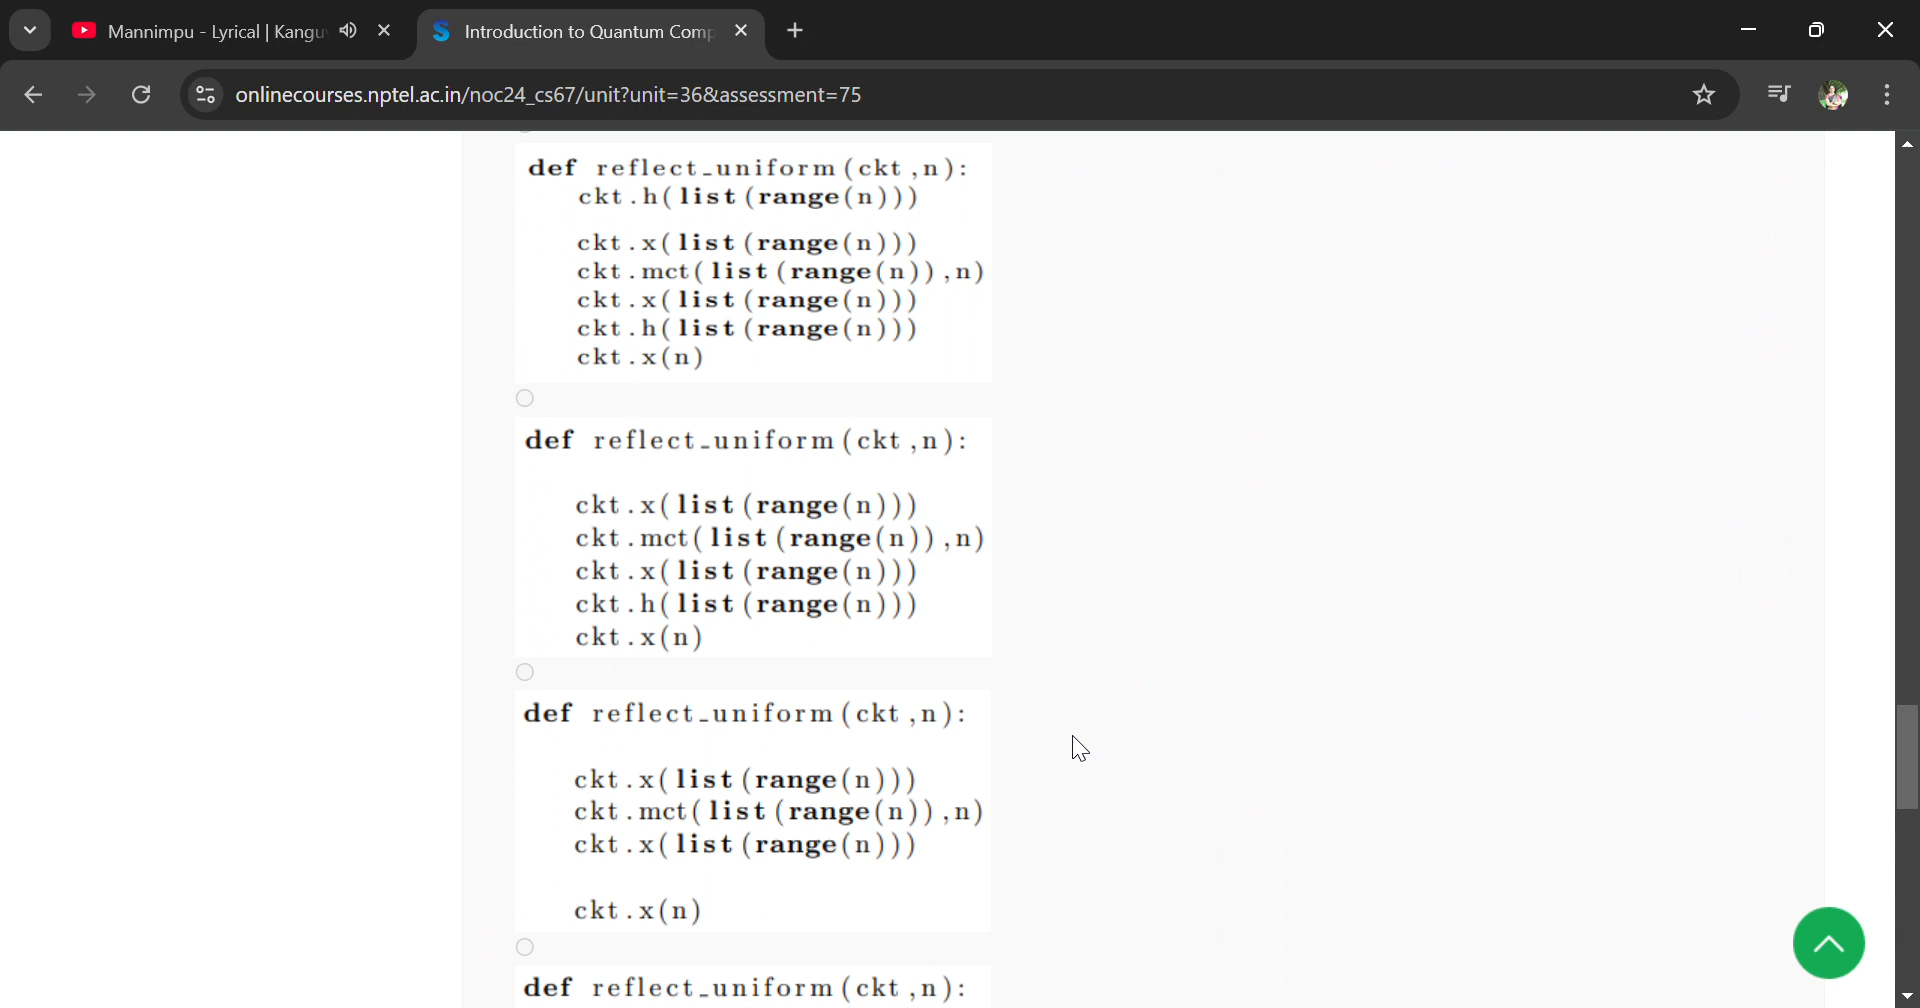 Mannimpu - Lyrical | Kangu
Introduction to Quantum Comp
onlinecourses.nptel.ac.in/noc24_cs67/unit?unit=36&assessment=75
def reflect_uniform(ckt,n):
ckt.h(list(range(n)))
ckt.x(list(range(n)))
ckt.mct(list(range(n)),n)
ckt.x(list(range(n)))
ckt.h(list(range(n)))
ckt.x(n)
def reflect_uniform(ckt,n):
ckt.x(list(range(n)))
ckt.mct(list(range(n)),n)
ckt.x(list(range(n)))
ckt.h(list(range(n)))
ckt.x(n)
def reflect_uniform(ckt,n):
ckt.x(list(range(n)))
ckt.mct(list(range(n)),n)
ckt.x(list(range(n)))
ckt.x(n)
def reflect_uniform(ckt,n):